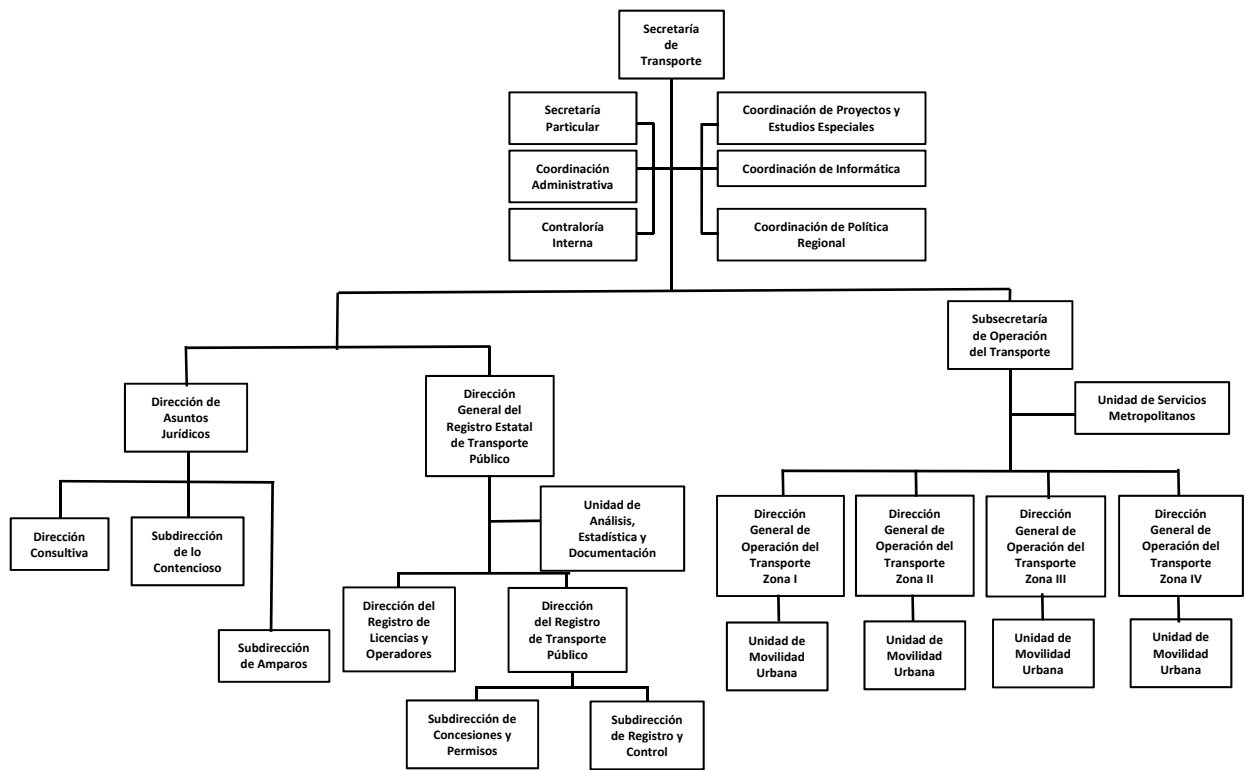 Secretaría
de
Transporte
Secretaría
Particular
Coordinación de Proyectos y
Estudios Especiales
Coordinación
Administrativa
Coordinación de Informática
Contraloría
Interna
Coordinación de Política
Regional
Subsecretaría
de Operación
del Transporte
Dirección de
Asuntos
Jurídicos
Dirección
General del
Registro Estatal
de Transporte
Público
Unidad de Servicios
Metropolitanos
Dirección
Consultiva
Subdirección
de lo
Contencioso
Subdirección
de Amparos
Unidad de
Análisis,
Estadística y
Documentación
Dirección del
Registro de
Licencias y
Operadores
Dirección
del Registro
de Transporte
Público
Subdirección de
Concesiones y
Permisos
Subdirección
de Registro y
Control
Dirección
General de
Operación del
Transporte
Zona I
Dirección
General de
Operación del
Transporte
Zona II
Dirección
General de
Operación del
Transporte
Zona III
Dirección
General de
Operación del
Transporte
Zona IV
Unidad de
Movilidad
Urbana
Unidad de
Movilidad
Urbana
Unidad de
Movilidad
Urbana
Unidad de
Movilidad
Urbana